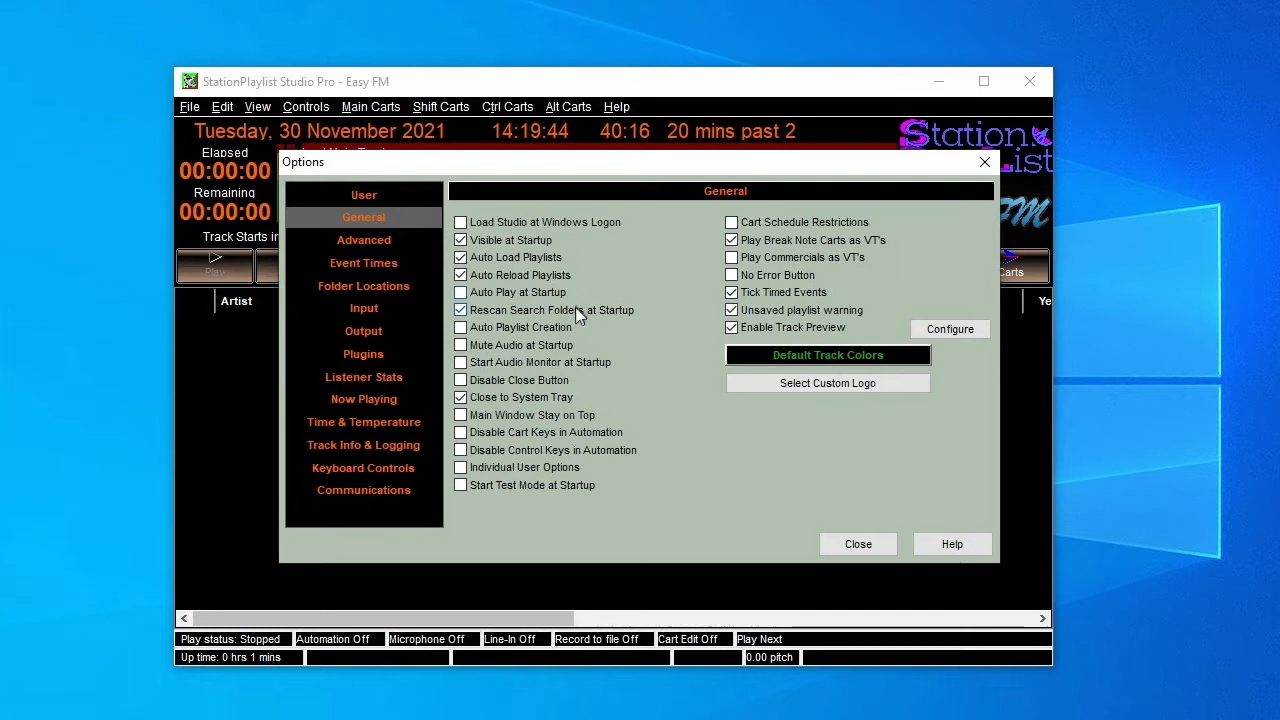 StationPlaylist Studio Pro - Easy FM
File Edit View Controls Main Carts Shift Carts Ctrl Carts Alt Carts Help
Tuesday, 30 November 2021 14:19:44 40:16 20 mins past 2
Station
List
Elapsed
00:00:00
Remaining
00:00:00
Track Starts in
Play
Carts
Artist
FM
Options
User
General
Advanced
Event Times
Folder Locations
Input
Output
Plugins
Listener Stats
Now Playing
Time & Temperature
Track Info & Logging
Keyboard Controls
Communications
General
Load Studio at Windows Logon
Visible at Startup
Auto Load Playlists
Auto Reload Playlists
Auto Play at Startup
Rescan Search Folders at Startup
Auto Playlist Creation
Mute Audio at Startup
Start Audio Monitor at Startup
Disable Close Button
Close to System Tray
Main Window Stay on Top
Disable Cart Keys in Automation
Disable Control Keys in Automation
Individual User Options
Start Test Mode at Startup
Cart Schedule Restrictions
Play Break Note Carts as VT's
Play Commercials as VT's
No Error Button
Tick Timed Events
Unsaved playlist warning
Enable Track Preview
Configure
Default Track Colors
Select Custom Logo
Close Help
Play status: Stopped Automation Off Microphone Off Line-In Off Record to file Off Cart Edit Off Play Next
Up time: 0 hrs 1 mins 0.00 pitch